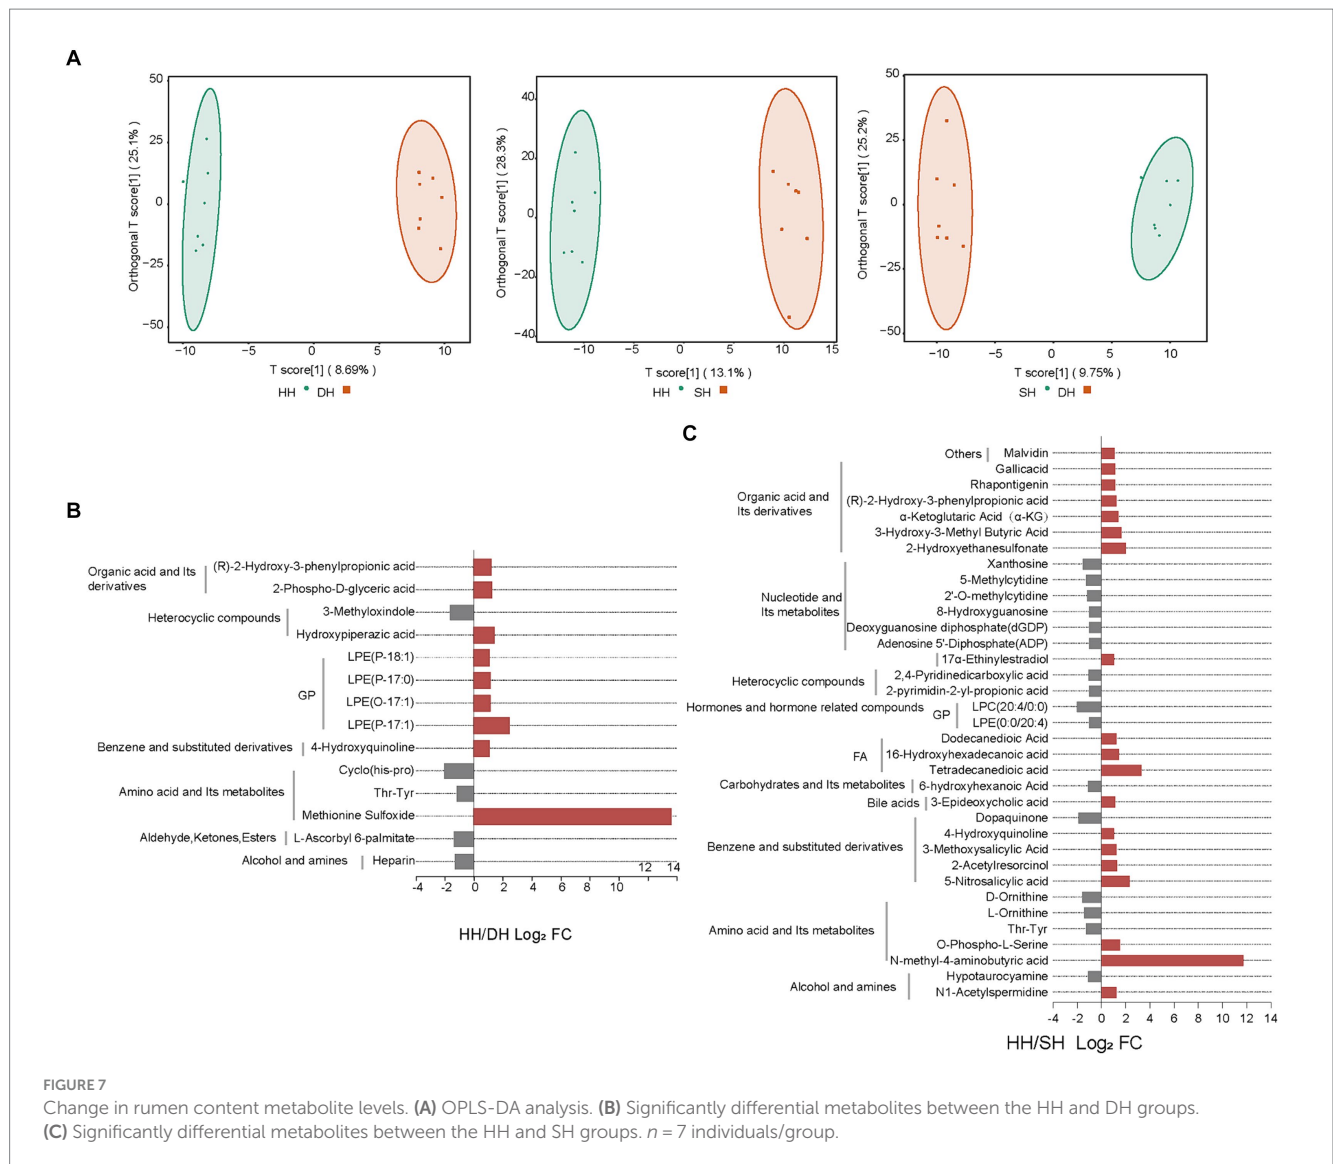 A
50
25
0
−25
−50
Orthogonal T score[1] ( 25.1% )
−10
−5
0
5
10
T score[1] ( 8.69% )
HH DH
40
20
0
−20
−40
Orthogonal T score[1] ( 28.3% )
−10
−5
0
5
10
15
T score[1] ( 13.1% )
HH SH
50
25
0
−25
−50
Orthogonal T score[1] ( 25.2% )
−10
−5
0
5
10
T score[1] ( 9.75% )
SH DH
B
Organic acid and Its
derivatives
(R)-2-Hydroxy-3-phenylpropionic acid
2-Phospho-D-glyceric acid
Heterocyclic compounds
3-Methyloxindole
Hydroxypiperazic acid
GP
LPE(P-18:1)
LPE(P-17:0)
LPE(O-17:1)
LPE(P-17:1)
Benzene and substituted derivatives
4-Hydroxyquinoline
Amino acid and Its metabolites
Cyclo(his-pro)
Thr-Tyr
Methionine Sulfoxide
Aldehyde,Ketones,Esters
L-Ascorbyl 6-palmitate
Alcohol and amines
Heparin
12 14
-4 -2 0 2 4 6 8 10
HH/DH Log₂ FC
C
Others
Malvidin
Organic acid and
Its derivatives
Gallicacid
Rhapontigenin
(R)-2-Hydroxy-3-phenylpropionic acid
α-Ketoglutaric Acid（α-KG）
3-Hydroxy-3-Methyl Butyric Acid
2-Hydroxyethanesulfonate
Nucleotide and
Its metabolites
Xanthosine
5-Methylcytidine
2'-O-methylcytidine
8-Hydroxyguanosine
Deoxyguanosine diphosphate(dGDP)
Adenosine 5'-Diphosphate(ADP)
17α-Ethinylestradiol
Heterocyclic compounds
2,4-Pyridinedicarboxylic acid
2-pyrimidin-2-yl-propionic acid
Hormones and hormone related compounds
GP
LPC(20:4/0:0)
LPE(0:0/20:4)
FA
Dodecanedioic Acid
16-Hydroxyhexadecanoic acid
Tetradecanedioic acid
Carbohydrates and Its metabolites
6-hydroxyhexanoic Acid
Bile acids
3-Epideoxycholic acid
Benzene and substituted derivatives
Dopaquinone
4-Hydroxyquinoline
3-Methoxysalicylic Acid
2-Acetylresorcinol
5-Nitrosalicylic acid
Amino acid and Its metabolites
D-Ornithine
L-Ornithine
Thr-Tyr
O-Phospho-L-Serine
N-methyl-4-aminobutyric acid
Alcohol and amines
Hypotaurocyamine
N1-Acetylspermidine
-4 -2 0 2 4 6 8 10 12 14
HH/SH Log₂ FC
FIGURE 7
Change in rumen content metabolite levels. (A) OPLS-DA analysis. (B) Significantly differential metabolites between the HH and DH groups.
(C) Significantly differential metabolites between the HH and SH groups. n = 7 individuals/group.